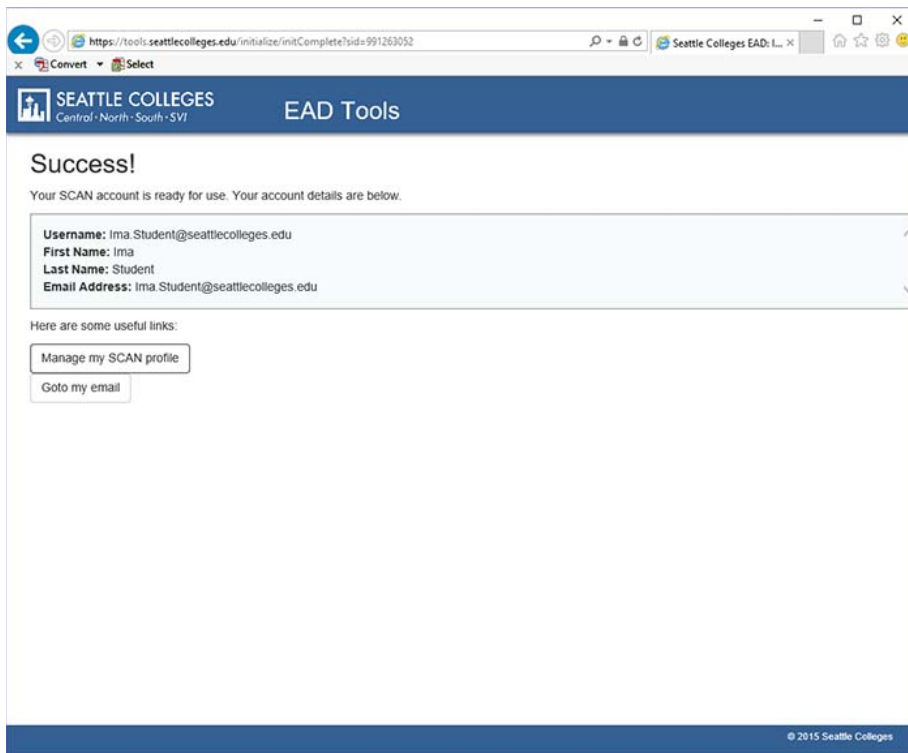 https://tools.seattlecolleges.edu/initialize/initComplete?sid=991263052
Seattle Colleges EAD: I...
Convert
Select
SEATTLE COLLEGES
Central · North · South · SVI
EAD Tools
Success!
Your SCAN account is ready for use. Your account details are below.
Username: Ima.Student@seattlecolleges.edu
First Name: Ima
Last Name: Student
Email Address: Ima.Student@seattlecolleges.edu
Here are some useful links:
Manage my SCAN profile
Goto my email
© 2015 Seattle Colleges